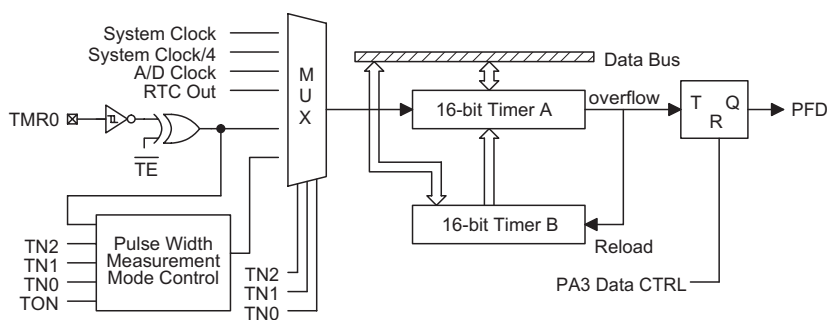 System Clock
System Clock/4
A/D Clock
RTC Out
TMR0
TE
M
U
X
Data Bus
16-bit Timer A
overflow
T Q
R
PFD
Pulse Width
Measurement
Mode Control
TN2
TN1
TN0
TON
TN2
TN1
TN0
16-bit Timer B
Reload
PA3 Data CTRL